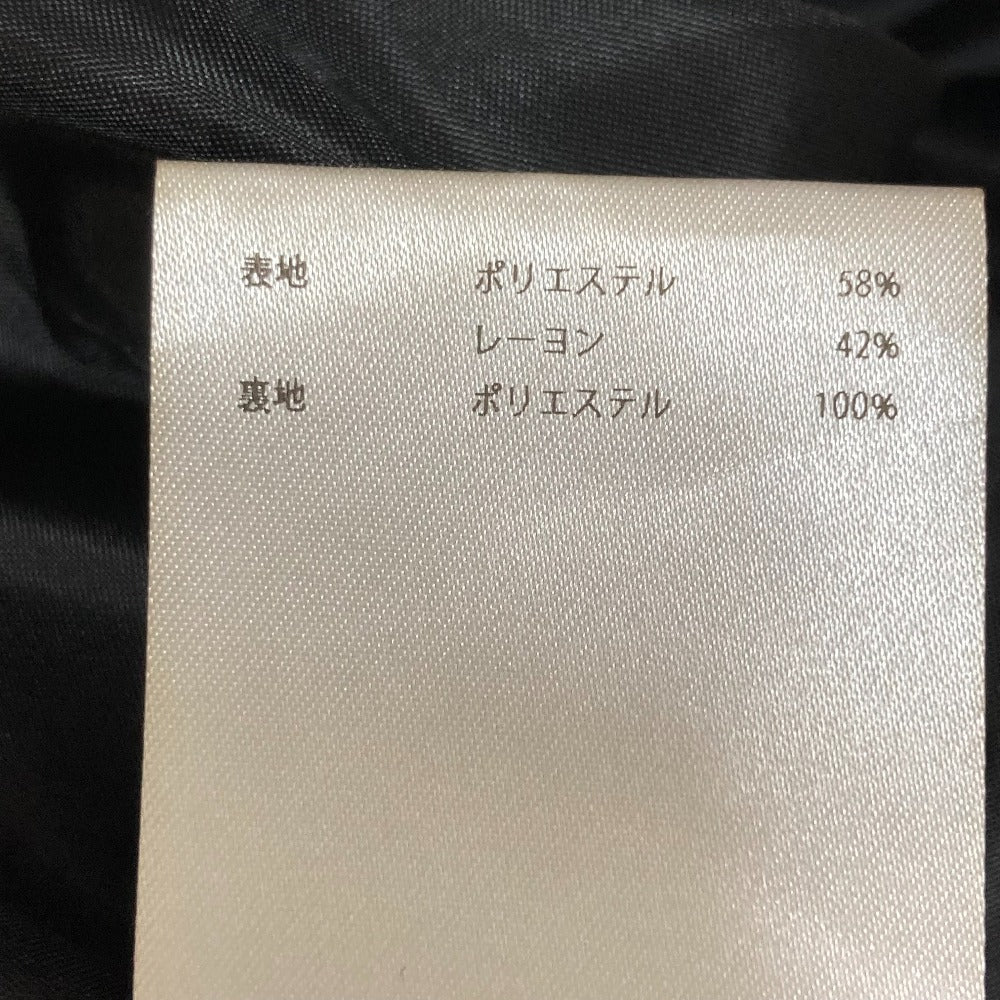 表地 ポリエステル 58%
レーヨン 42%
裏地 ポリエステル 100%